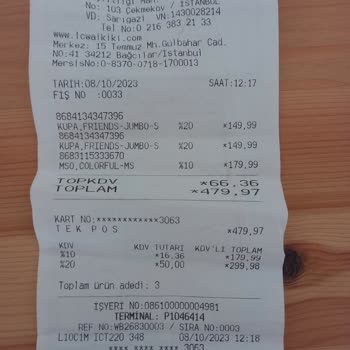 No: 103 Çekmeköy / İSTANBUL
VD: Sarıgazi VN:1430028214
Tel No:0 216 383 21 33
www.lcwaikiki.com
Merkez: 15 Temmuz Mh.Gülbahar Cad.
NO:41 34212 Bağcılar/İstanbul
MersisNo:0-8370-0718-1700013
TARİH:08/10/2023 SAAT:12:17
FİŞ NO :0033
8684134347396
KUPA,FRIENDS-JUMBO-S %20 *149,99
8684134347396
KUPA,FRIENDS-JUMBO-S %20 *149,99
8683115333670
MSO,COLORFUL-MS %10 *179,99
TOPKDV *66,36
TOPLAM *479,97
KART NO:************3063
TEK POS *479,97
KDV KDV TUTARI KDV'Lİ TOPLAM
%10 *16,36 *179,99
%20 *50,00 *299,98
Toplam ürün adedi: 3
İŞYERİ NO:086100000004981
TERMİNAL: P1046414
REF NO:WB26830003 / SIRA NO:0003
L10C1M ICT220 348 08/10/2023 12:18
**** **** **** 3063